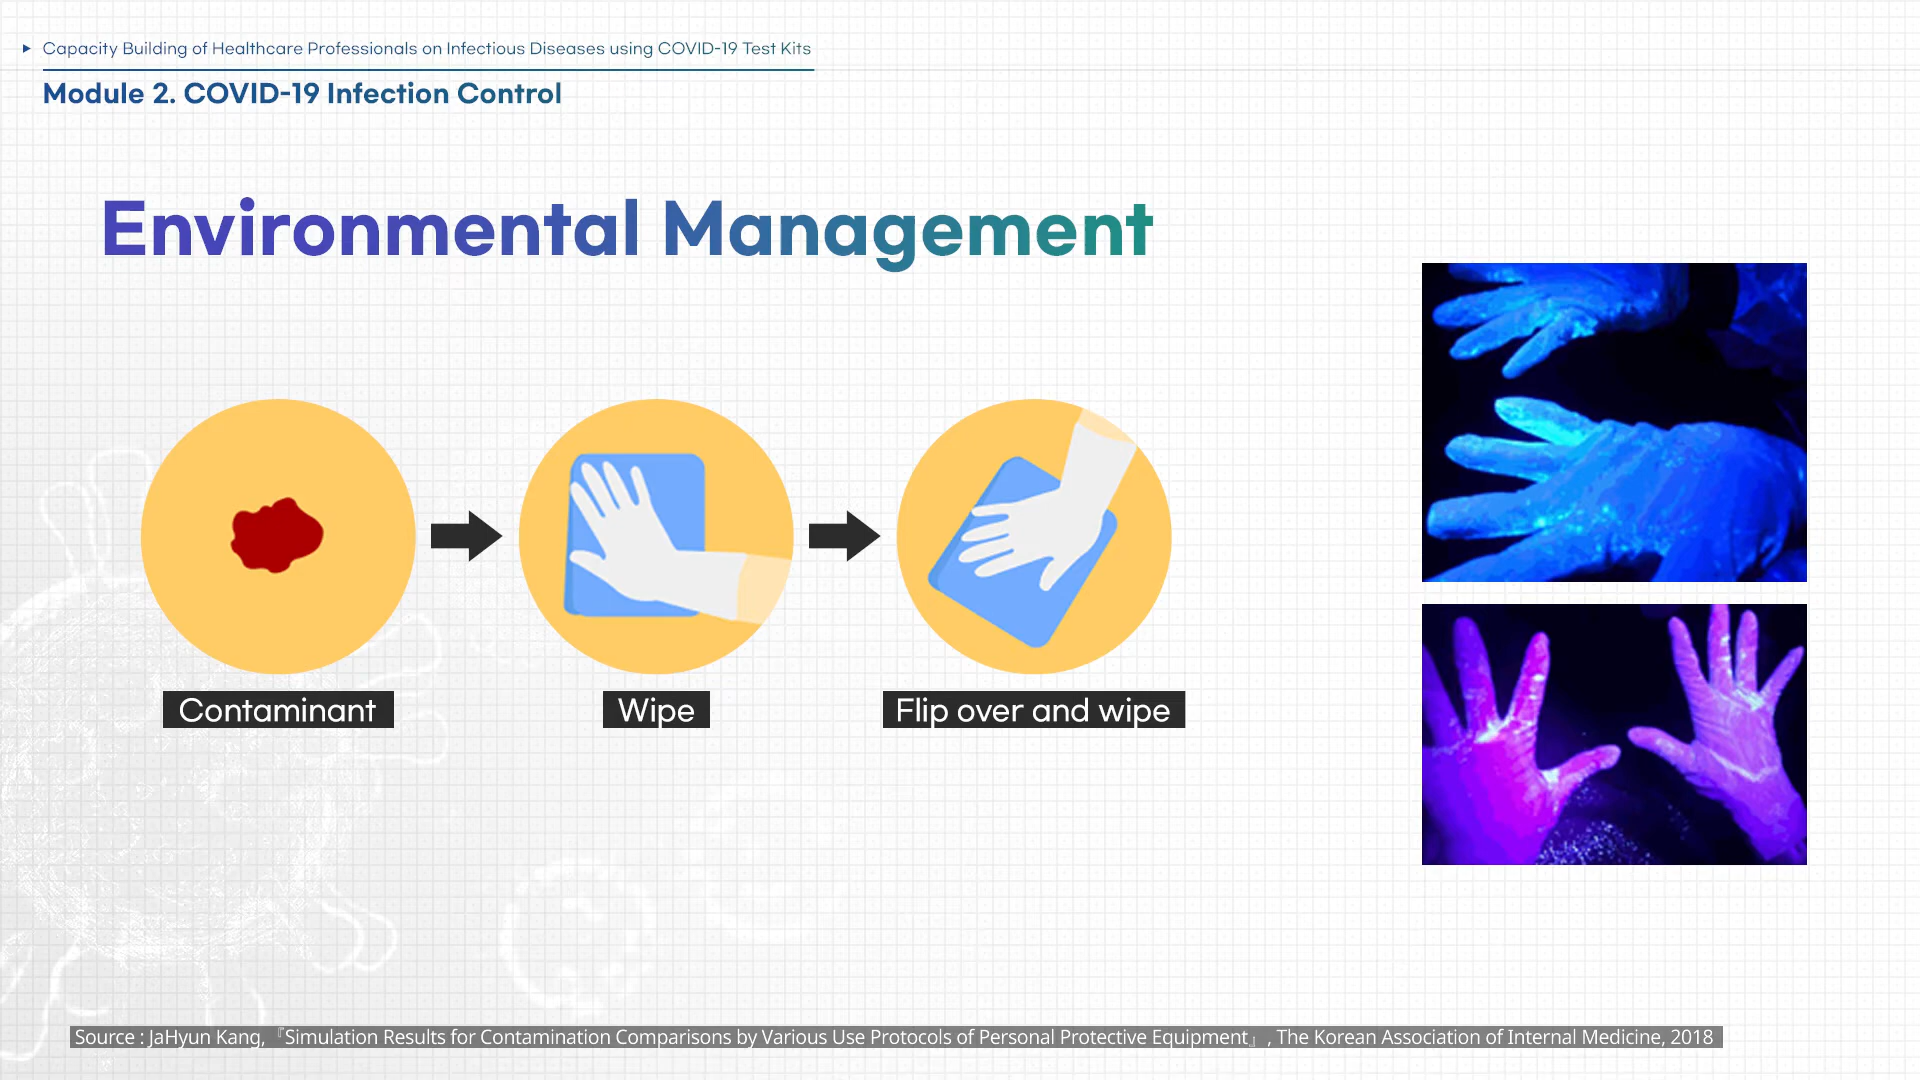 Capacity Building of Healthcare Professionals on Infectious Diseases using COVID-19 Test Kits
Module 2. COVID-19 Infection Control
Environmental Management
Contaminant
Wipe
Flip over and wipe
Source : JaHyun Kang, 『Simulation Results for Contamination Comparisons by Various Use Protocols of Personal Protective Equipment』, The Korean Association of Internal Medicine, 2018